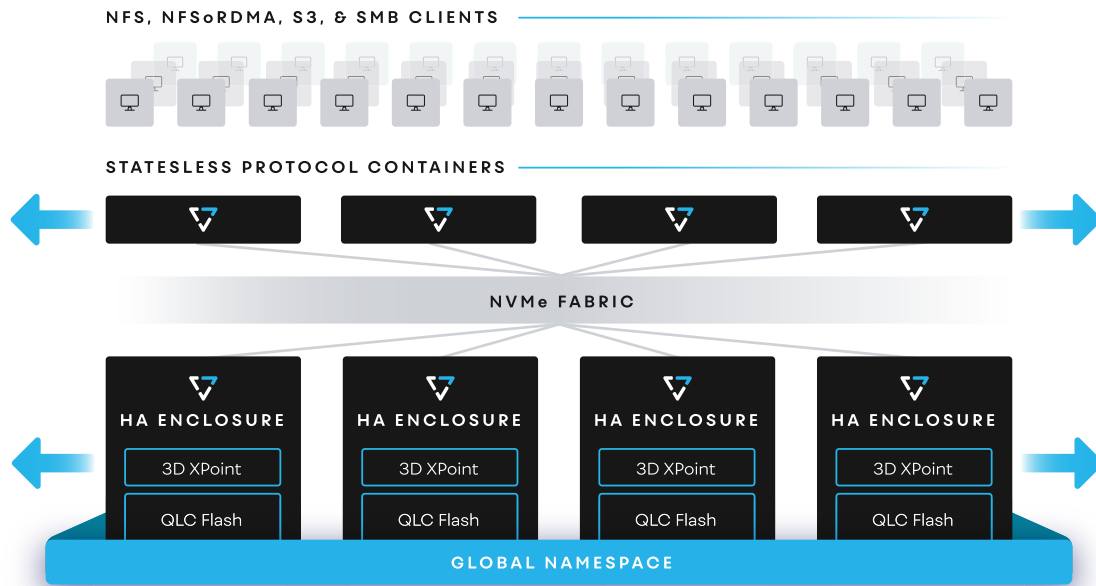 NFS, NFSoRDMA, S3, & SMB CLIENTS
STATESLESS PROTOCOL CONTAINERS
NVMe FABRIC
HA ENCLOSURE
3D XPoint
QLC Flash
HA ENCLOSURE
3D XPoint
QLC Flash
HA ENCLOSURE
3D XPoint
QLC Flash
HA ENCLOSURE
3D XPoint
QLC Flash
GLOBAL NAMESPACE